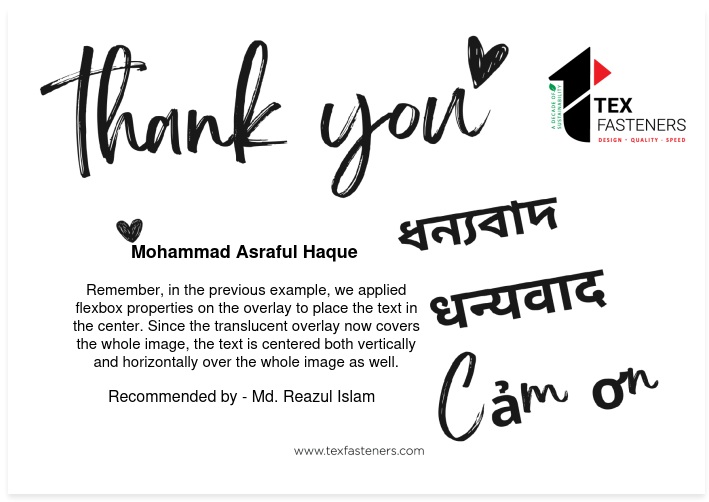 Thank you
A DECADE OF
SUSTAINABILITY
TEX
FASTENERS
DESIGN - QUALITY - SPEED
ধন্যবাদ
Mohammad Asraful Haque
धन्यवाद
Remember, in the previous example, we applied
flexbox properties on the overlay to place the text in
the center. Since the translucent overlay now covers
the whole image, the text is centered both vertically
and horizontally over the whole image as well.
Cảm ơn
Recommended by - Md. Reazul Islam
www.texfasteners.com